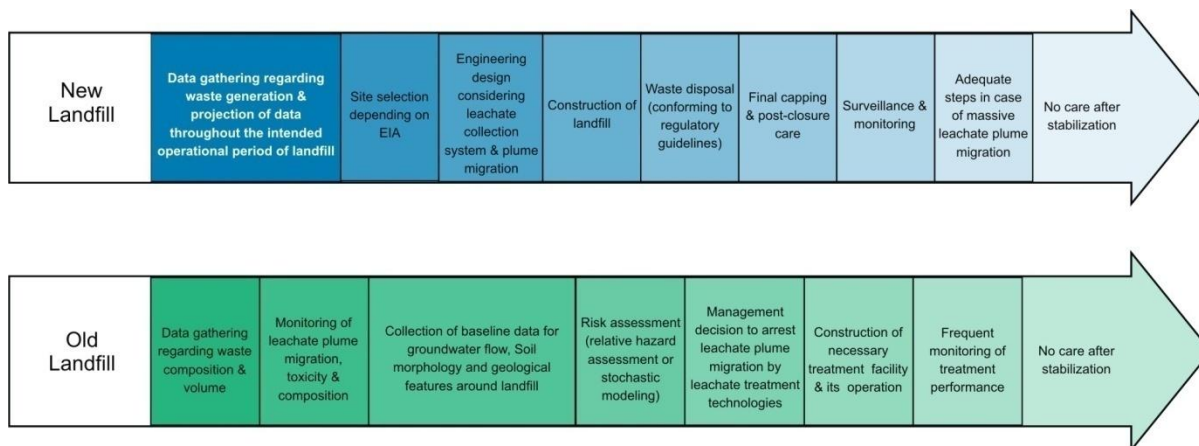 New
Landfill
Data gathering regarding
waste generation &
projection of data
throughout the intended
operational period of landfill
Site selection
depending on
EIA
Engineering
design
considering
leachate
collection
system & plume
migration
Construction of
landfill
Waste disposal
(conforming to
regulatory
guidelines)
Final capping
& post-closure
care
Surveillance &
monitoring
Adequate
steps in case
of massive
leachate plume
migration
No care after
stabilization
Old
Landfill
Data gathering
regarding waste
composition &
volume
Monitoring of
leachate plume
migration,
toxicity &
composition
Collection of baseline data for
groundwater flow, Soil
morphology and geological
features around landfill
Risk assessment
(relative hazard
assessment or
stochastic
modeling)
Management
decision to arrest
leachate plume
migration by
leachate treatment
technologies
Construction of
necessary
treatment facility
& its operation
Frequent
monitoring of
treatment
performance
No care after
stabilization